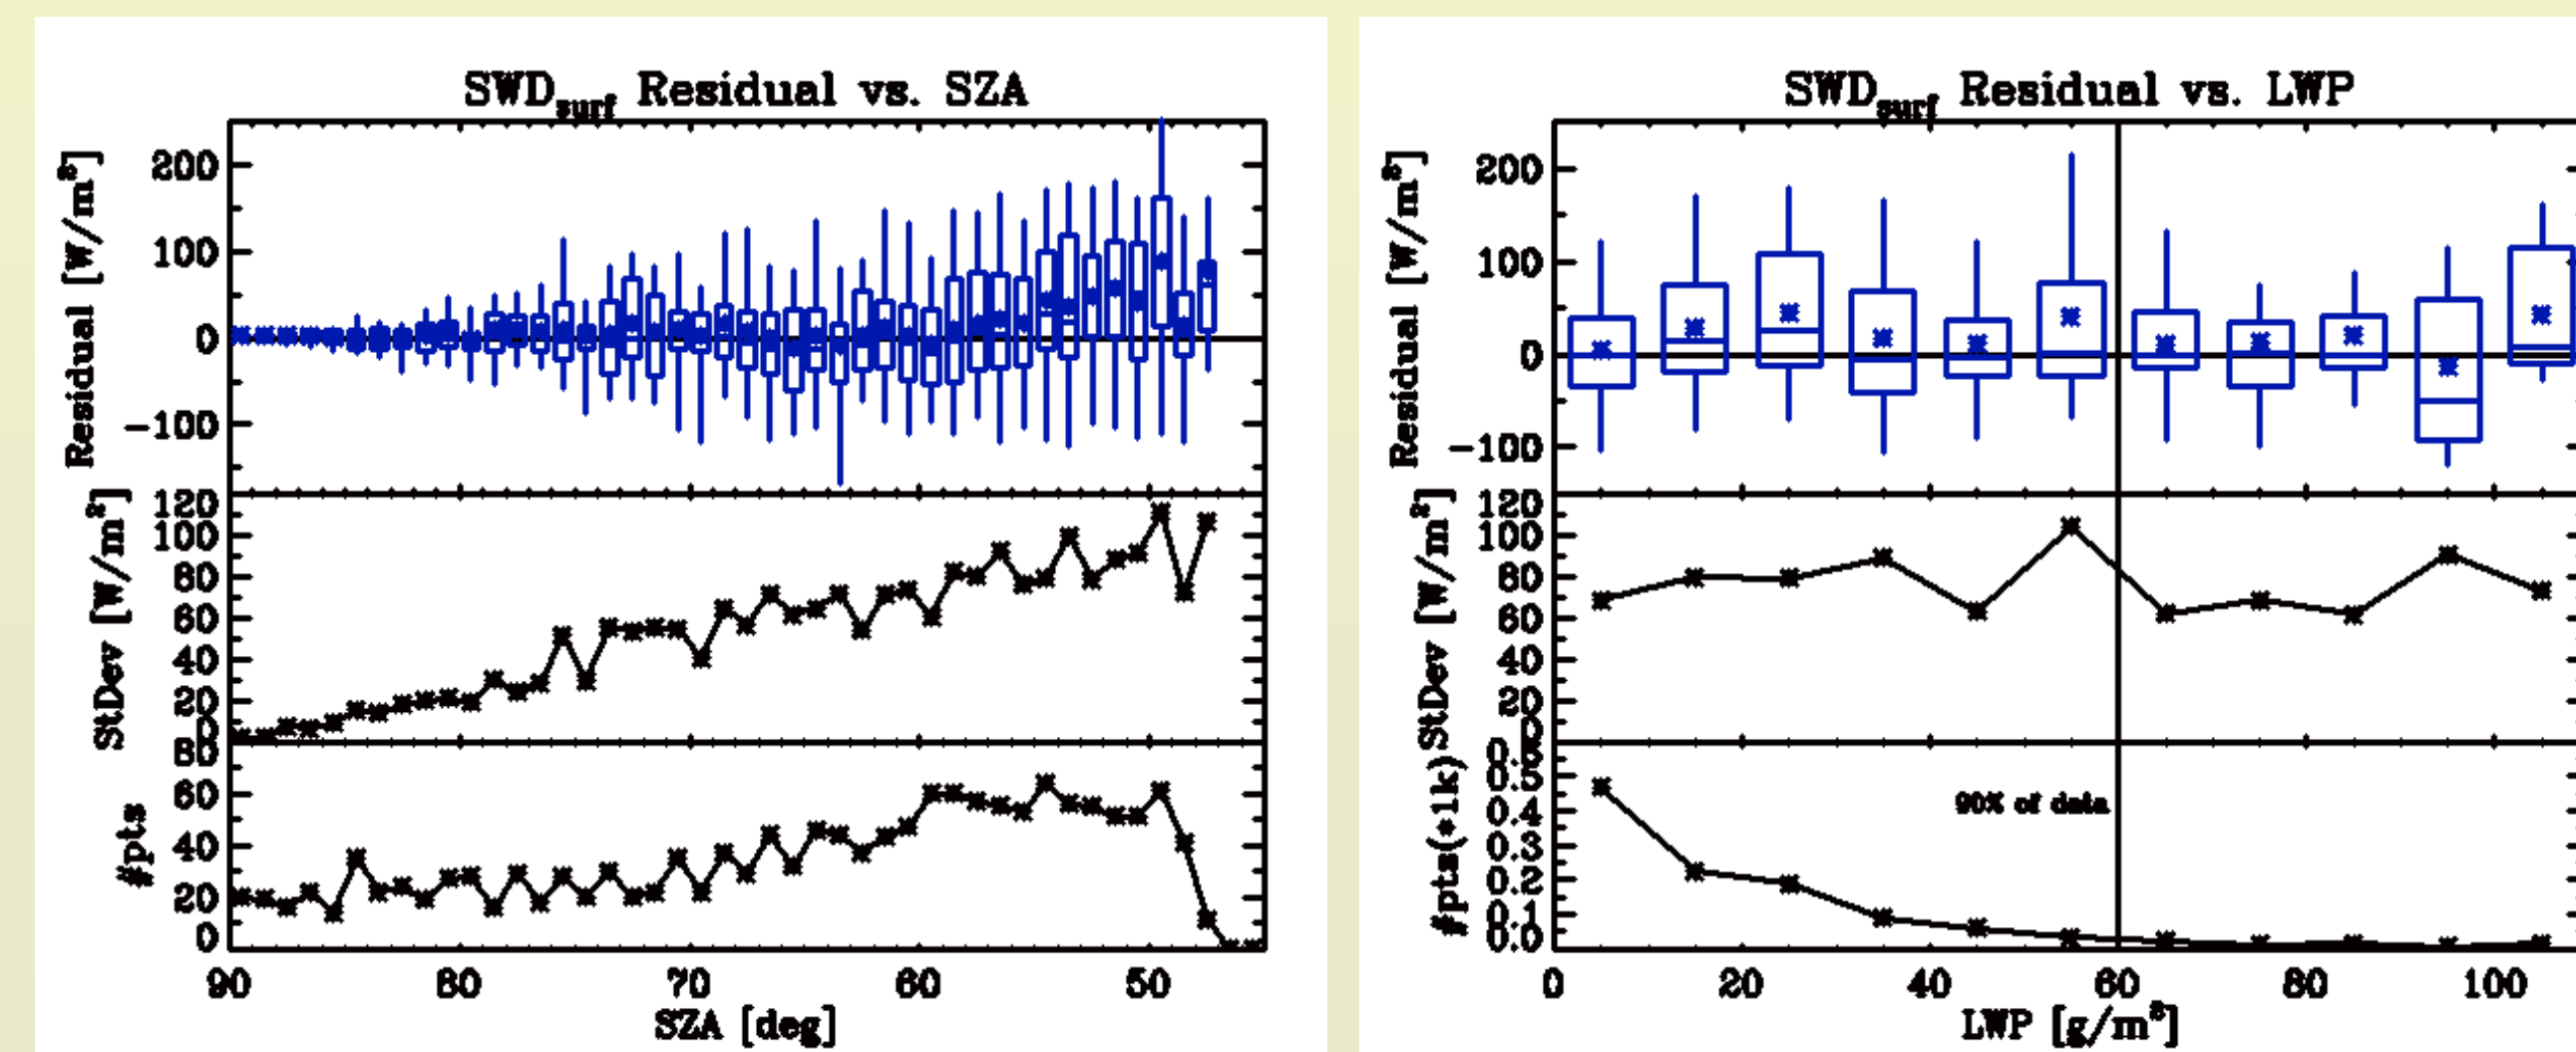 SWDsurf Residual vs. SZA
Residual [W/m²]
200
100
0
-100
StDev [W/m²]
120
100
80
60
40
20
0
#pts
80
60
40
20
0
90 80 70 60 50
SZA [deg]
SWDsurf Residual vs. LWP
Residual [W/m²]
200
100
0
-100
StDev [W/m²]
120
100
80
60
40
20
#pts(*1k)
0.5
0.4
0.3
0.2
0.1
0.0
90% of data
0 20 40 60 80 100
LWP [g/m²]